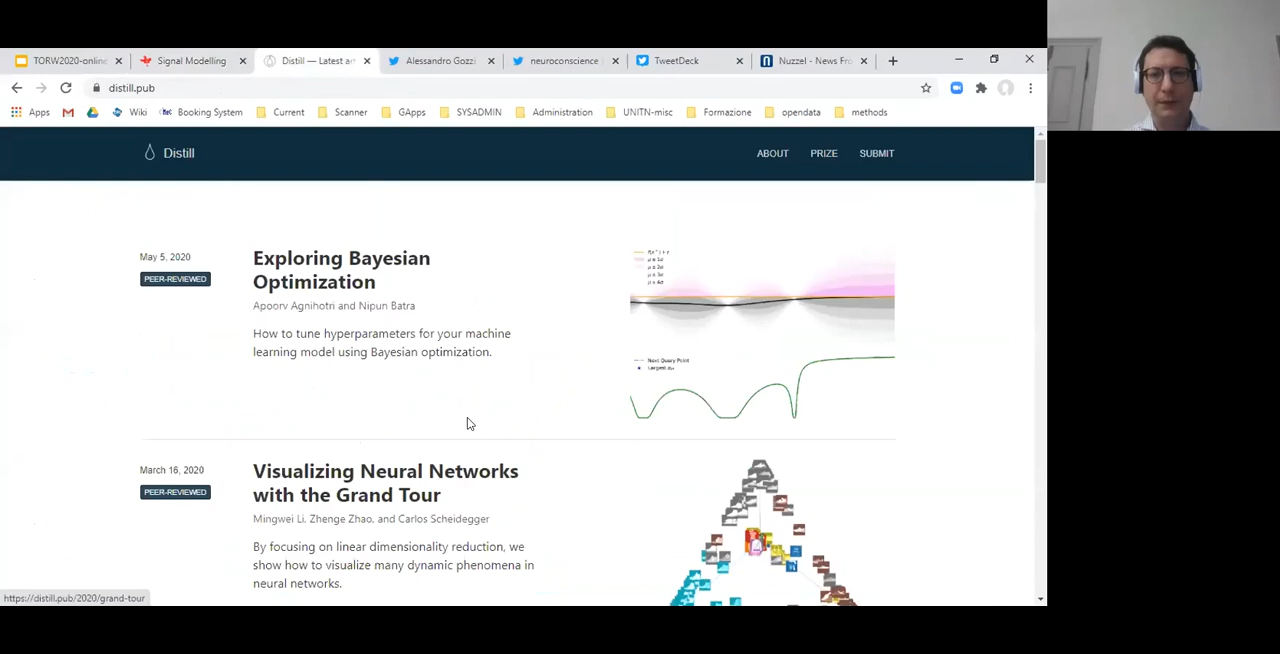 TORW2020-online
Signal Modelling
Distill — Latest ar
Alessandro Gozzi
neuroconscience
TweetDeck
Nuzzel - News Fro
distill.pub
Apps
Wiki
Booking System
Current
Scanner
GApps
SYSADMIN
Administration
UNITN-misc
Formazione
opendata
methods
Distill
ABOUT
PRIZE
SUBMIT
May 5, 2020
PEER-REVIEWED
Exploring Bayesian
Optimization
Apoorv Agnihotri and Nipun Batra
How to tune hyperparameters for your machine
learning model using Bayesian optimization.
Next Query Point
March 16, 2020
PEER-REVIEWED
Visualizing Neural Networks
with the Grand Tour
Mingwei Li, Zhenge Zhao, and Carlos Scheidegger
By focusing on linear dimensionality reduction, we
show how to visualize many dynamic phenomena in
neural networks.
https://distill.pub/2020/grand-tour